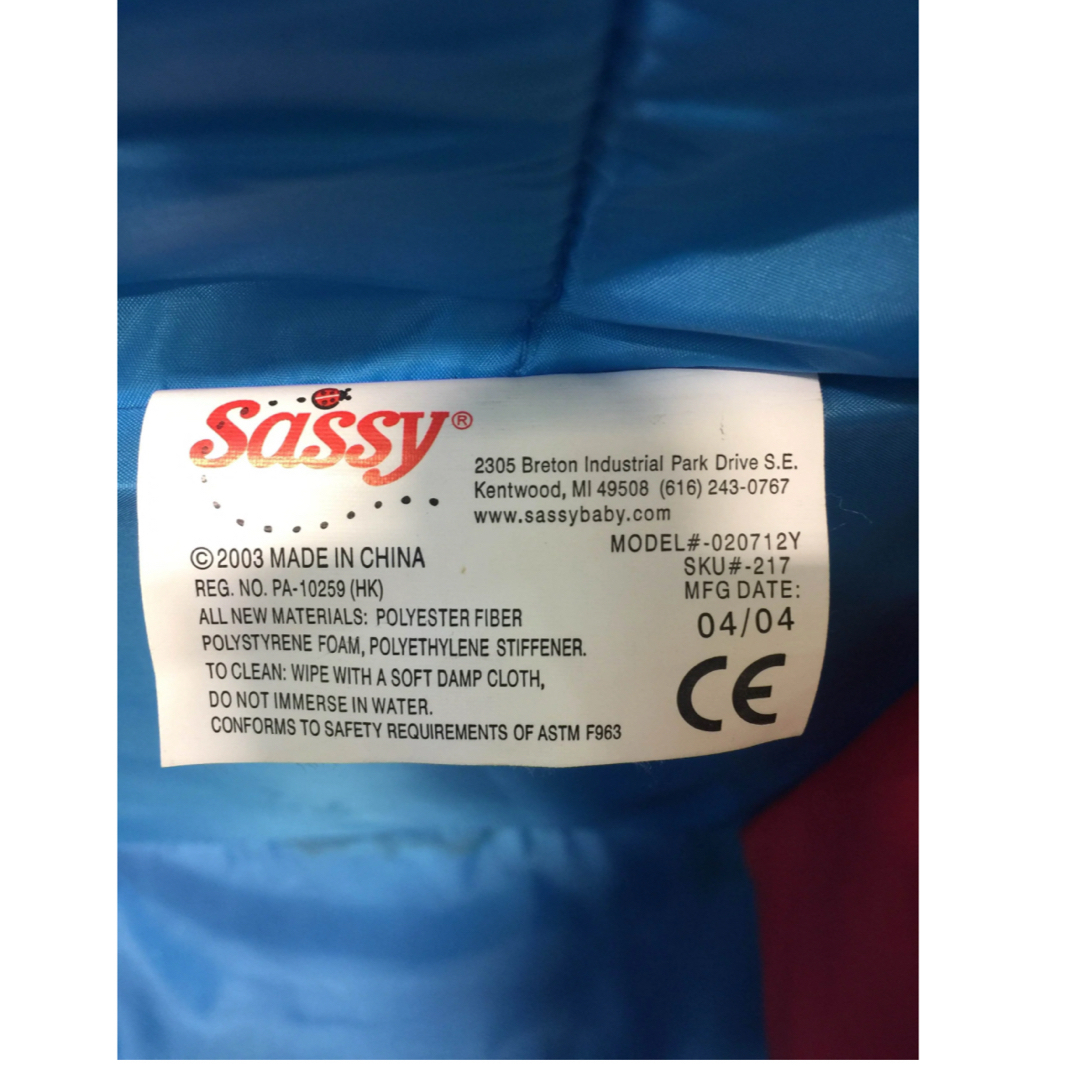 Sassy®
2305 Breton Industrial Park Drive S.E.
Kentwood, MI 49508 (616) 243-0767
www.sassybaby.com
MODEL#-020712Y
SKU#-217
MFG DATE:
04/04
CE
©2003 MADE IN CHINA
REG. NO. PA-10259 (HK)
ALL NEW MATERIALS: POLYESTER FIBER
POLYSTYRENE FOAM, POLYETHYLENE STIFFENER.
TO CLEAN: WIPE WITH A SOFT DAMP CLOTH,
DO NOT IMMERSE IN WATER.
CONFORMS TO SAFETY REQUIREMENTS OF ASTM F963